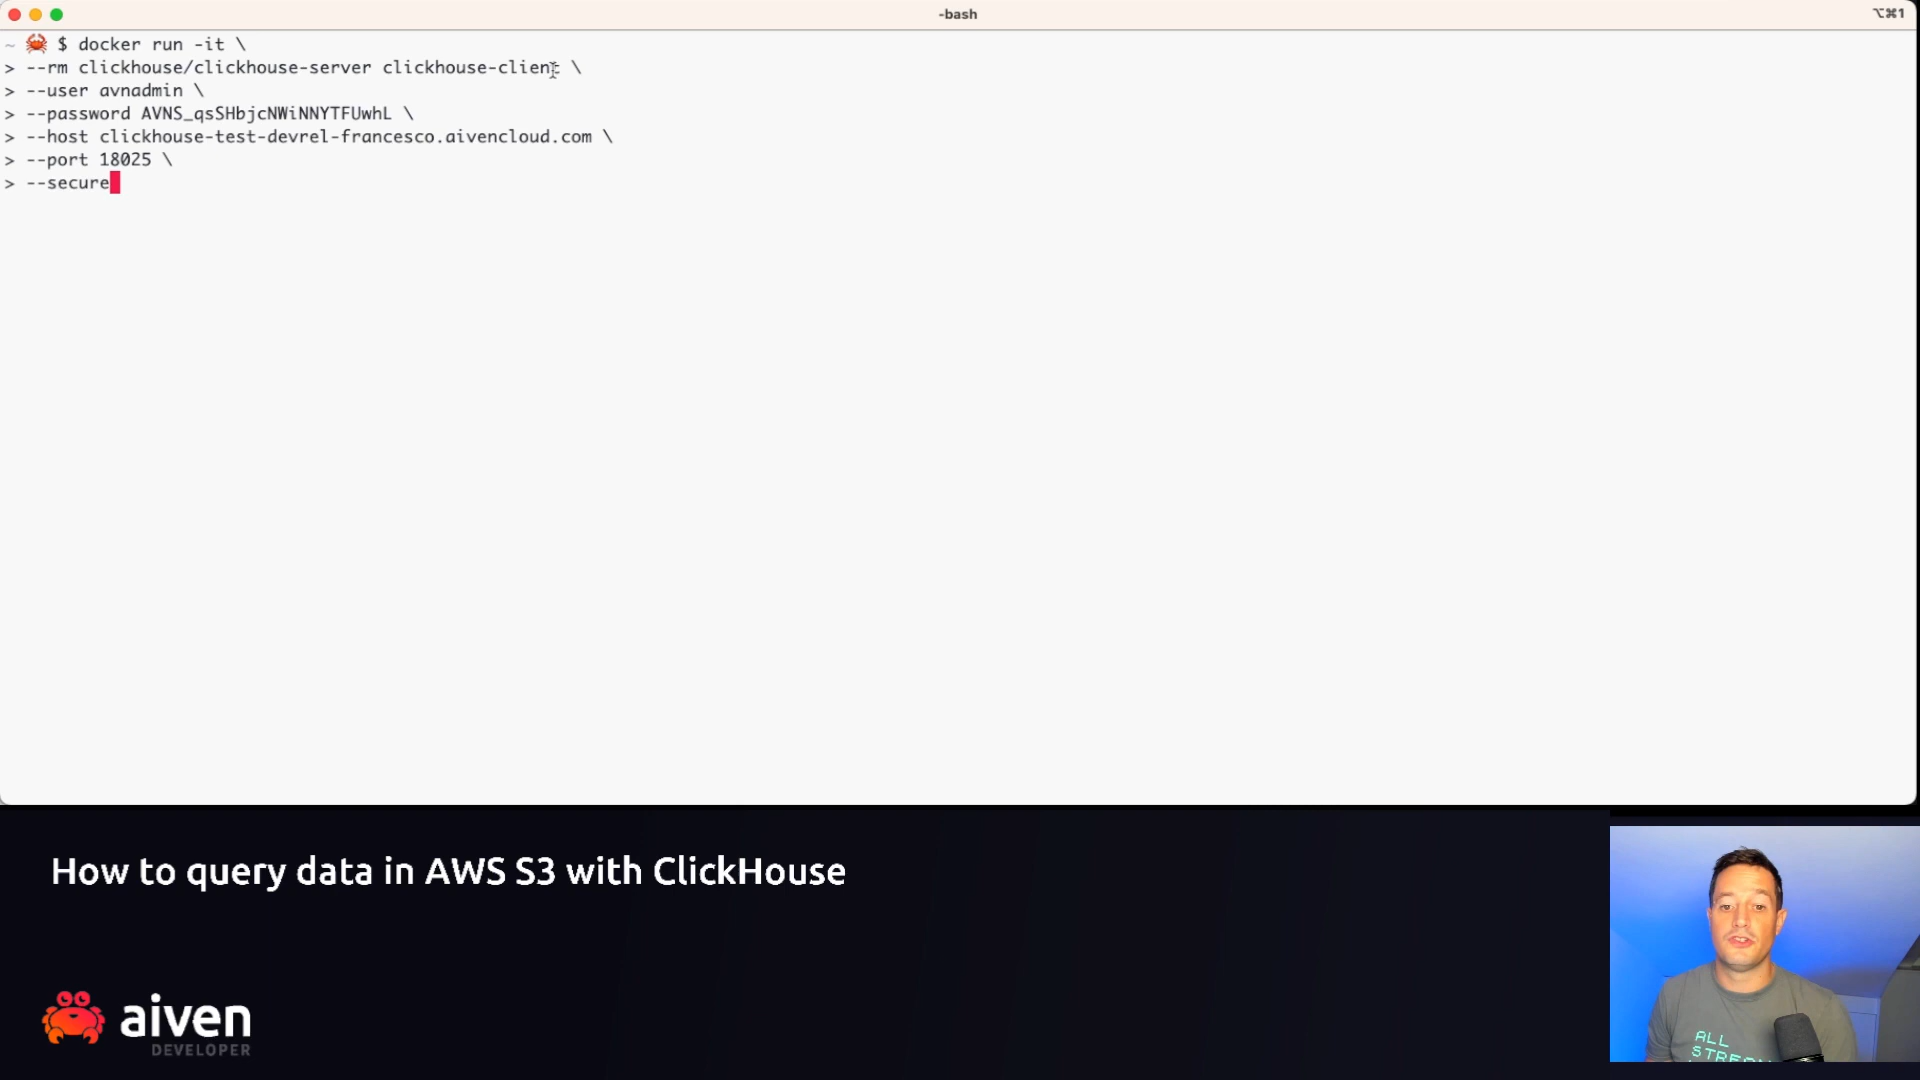 -bash
⌥⌘1
~ 🦀 $ docker run -it \
> --rm clickhouse/clickhouse-server clickhouse-client \
> --user avnadmin \
> --password AVNS_qsSHbjcNWiNNYTFUwhL \
> --host clickhouse-test-devrel-francesco.aivencloud.com \
> --port 18025 \
> --secure
How to query data in AWS S3 with ClickHouse
aiven
DEVELOPER
ALL